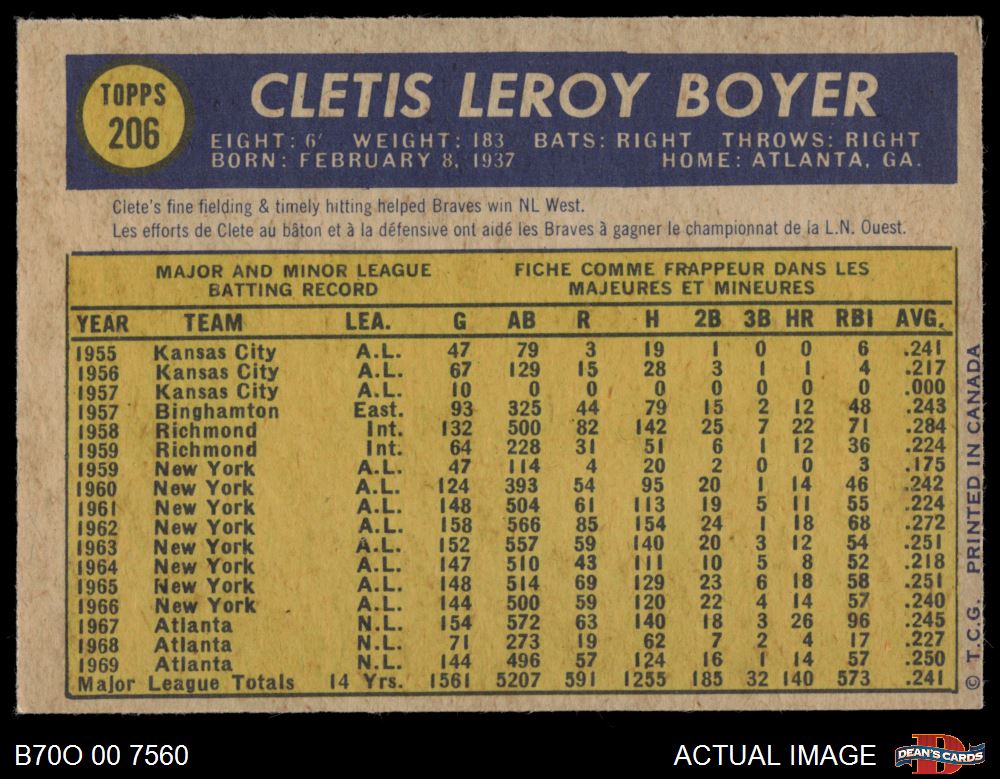 TOPPS
206
CLETIS LEROY BOYER
EIGHT: 6' WEIGHT: 183 BATS: RIGHT THROWS: RIGHT
BORN: FEBRUARY 8, 1937 HOME: ATLANTA, GA.
Clete's fine fielding & timely hitting helped Braves win NL West.
Les efforts de Clete au bâton et à la défensive ont aidé les Braves à gagner le championnat de la L.N. Ouest.
MAJOR AND MINOR LEAGUE
BATTING RECORD
FICHE COMME FRAPPEUR DANS LES
MAJEURES ET MINEURES
YEAR TEAM LEA. G AB R H 2B 3B HR RBI AVG.
1955 Kansas City A.L. 47 79 3 19 1 0 0 6 .241
1956 Kansas City A.L. 67 129 15 28 3 1 1 4 .217
1957 Kansas City A.L. 10 0 0 0 0 0 0 0 .000
1957 Binghamton East. 93 325 44 79 15 2 12 48 .243
1958 Richmond Int. 132 500 82 142 25 7 22 71 .284
1959 Richmond Int. 64 228 31 51 6 1 12 36 .224
1959 New York A.L. 47 114 4 20 2 0 0 3 .175
1960 New York A.L. 124 393 54 95 20 1 14 46 .242
1961 New York A.L. 148 504 61 113 19 5 11 55 .224
1962 New York A.L. 158 566 85 154 24 1 18 68 .272
1963 New York A.L. 152 557 59 140 20 3 12 54 .251
1964 New York A.L. 147 510 43 111 10 5 8 52 .218
1965 New York A.L. 148 514 69 129 23 6 18 58 .251
1966 New York A.L. 144 500 59 120 22 4 14 57 .240
1967 Atlanta N.L. 154 572 63 140 18 3 26 96 .245
1968 Atlanta N.L. 71 273 19 62 7 2 4 17 .227
1969 Atlanta N.L. 144 496 57 124 16 1 14 57 .250
Major League Totals 14 Yrs. 1561 5207 591 1255 185 32 140 573 .241
© T.C.G. PRINTED IN CANADA
B70O 00 7560
ACTUAL IMAGE
DEAN'S CARDS